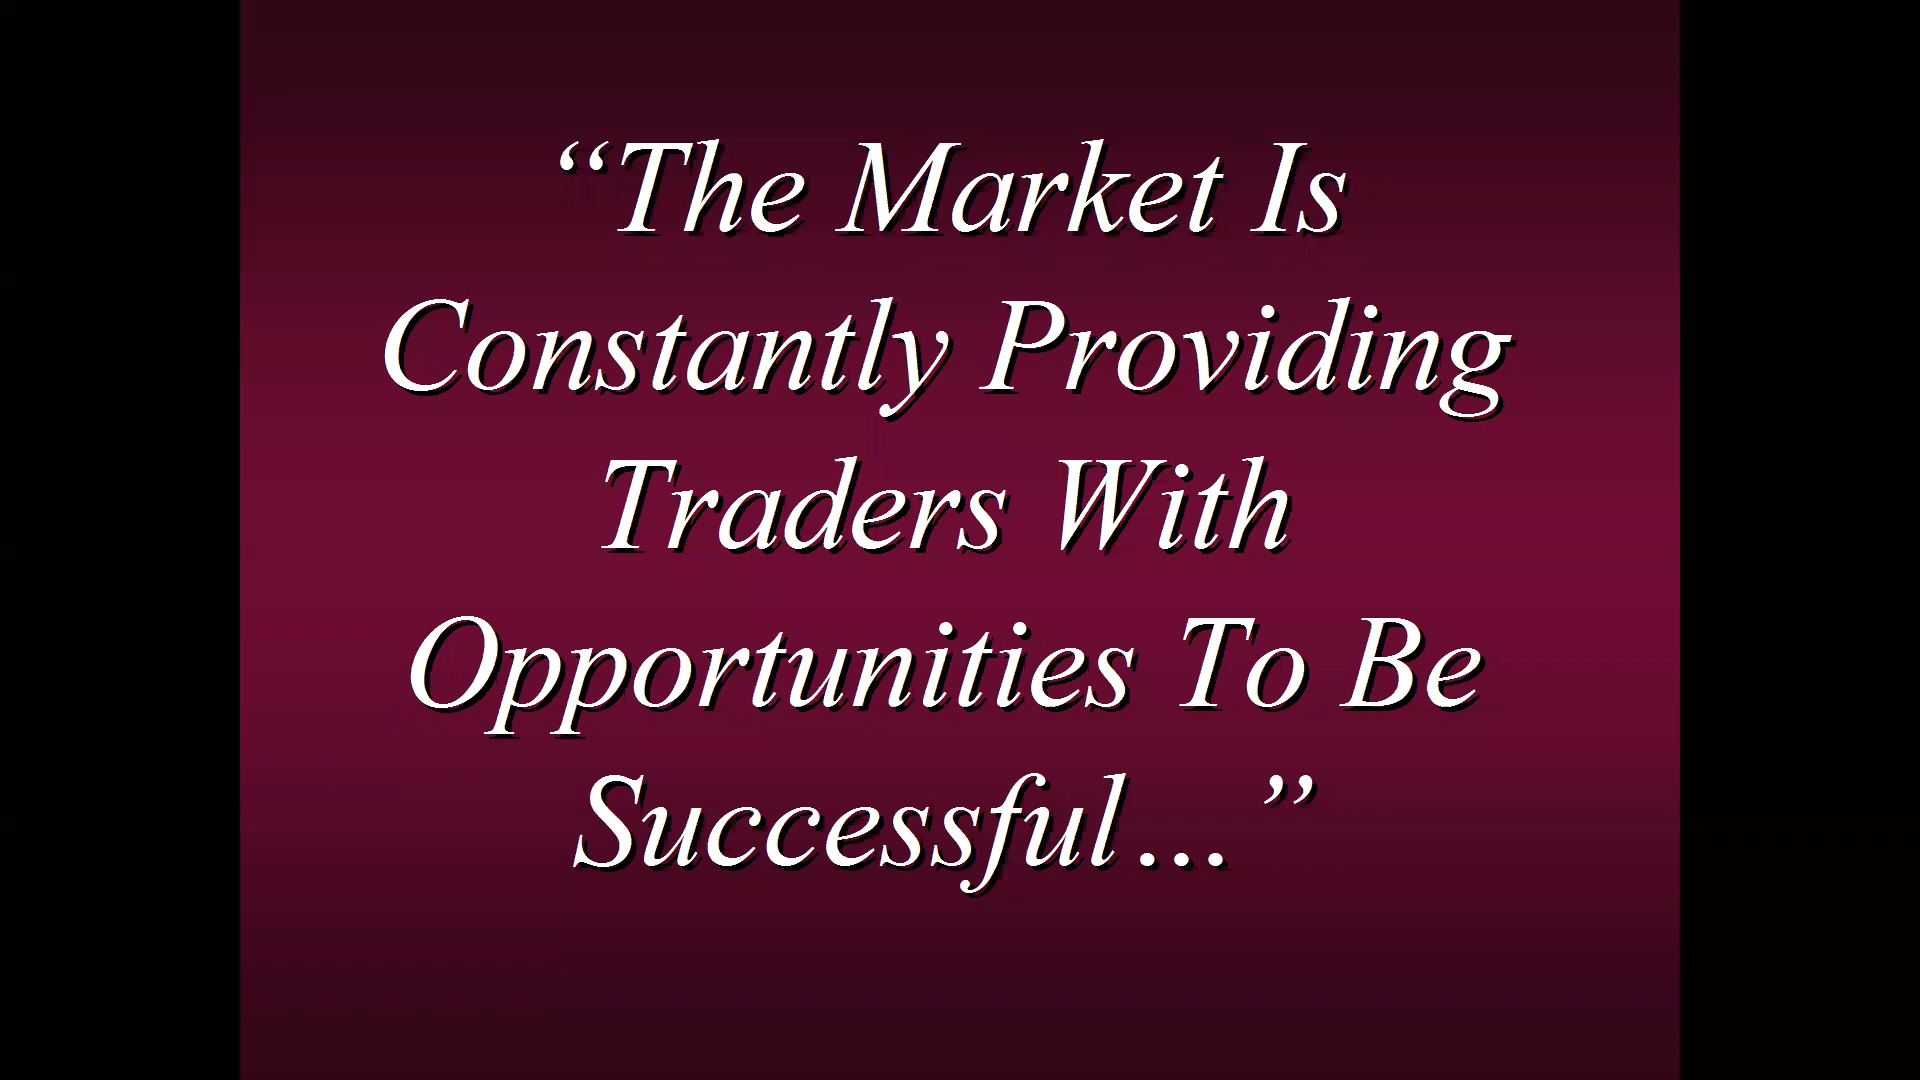 “The Market Is
Constantly Providing
Traders With
Opportunities To Be
Successful…”